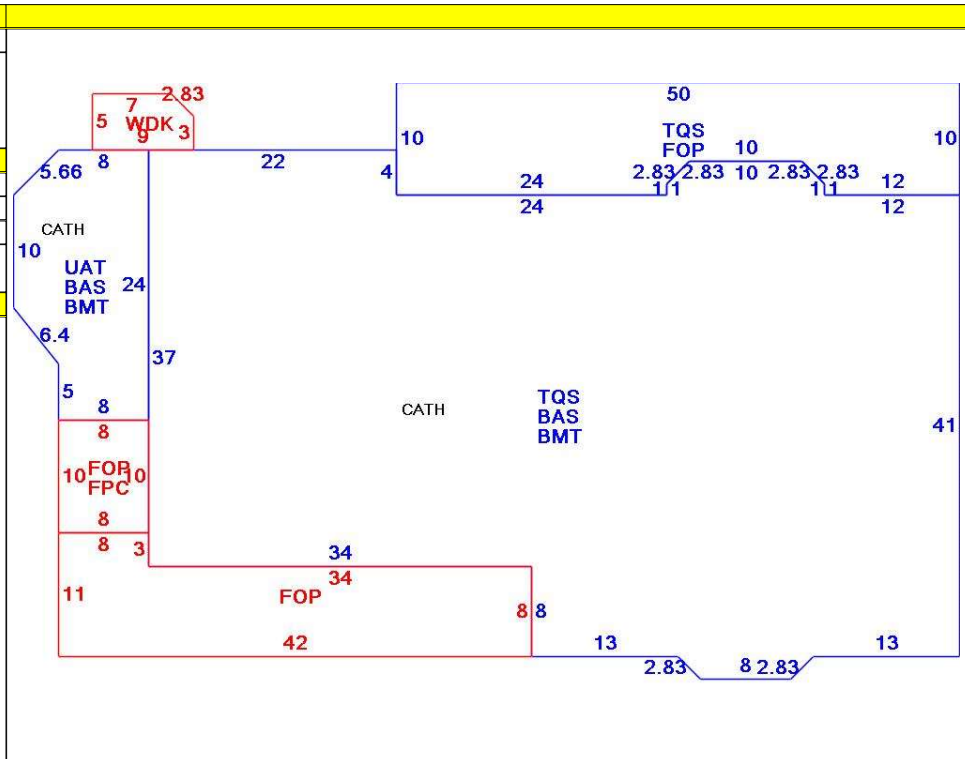 50
7 2.83
5 WDK 3
9
TQS
FOP
10 10 10
5.66 8 22 4
24 2.83 2.83 10 2.83 2.83 12
1 1 1 1
24 12
CATH
10
UAT
BAS 24
BMT
6.4
37
5
8
CATH
TQS
BAS
BMT
41
8
10 FOP 10
FPC
8
8 3
34
34
11 FOP 8 8
42 13 13
2.83 8 2.83